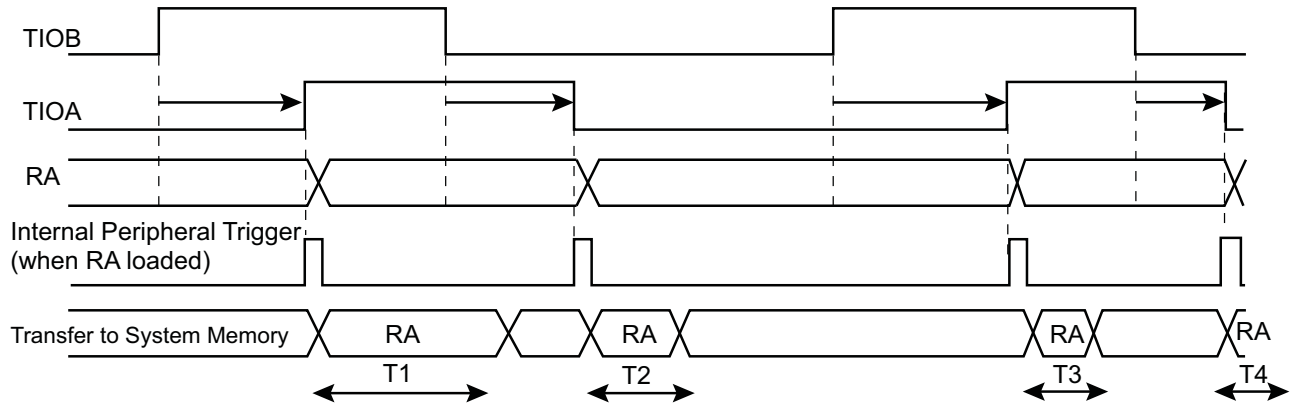 TIOB
TIOA
RA
Internal Peripheral Trigger
(when RA loaded)
Transfer to System Memory RA RA RA RA
T1 T2 T3 T4